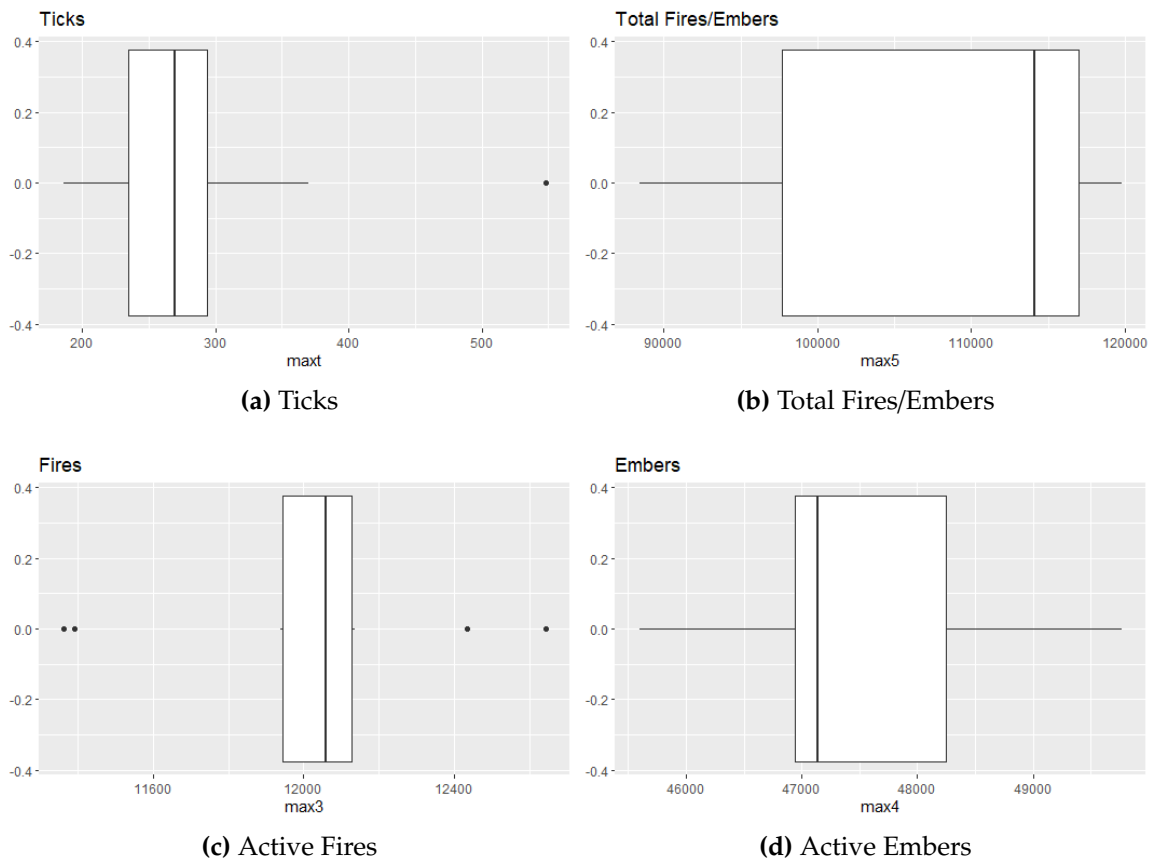 Ticks
0.4
0.2
0.0
-0.2
-0.4
200 300 400 500
maxt
(a) Ticks
Total Fires/Embers
0.4
0.2
0.0
-0.2
-0.4
90000 100000 110000 120000
max5
(b) Total Fires/Embers
Fires
0.4
0.2
0.0
-0.2
-0.4
11600 12000 12400
max3
(c) Active Fires
Embers
0.4
0.2
0.0
-0.2
-0.4
46000 47000 48000 49000
max4
(d) Active Embers